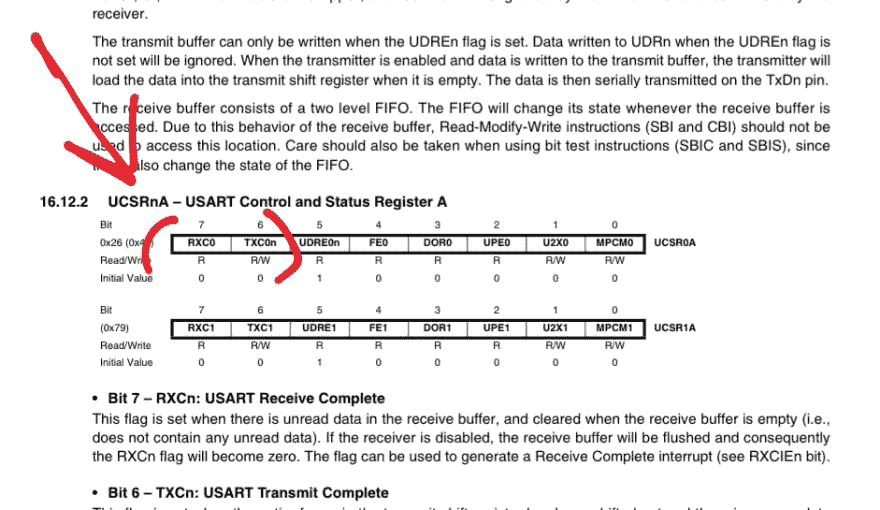 receiver.
The transmit buffer can only be written when the UDREn flag is set. Data written to UDRn when the UDREn flag is
not set will be ignored. When the transmitter is enabled and data is written to the transmit buffer, the transmitter will
load the data into the transmit shift register when it is empty. The data is then serially transmitted on the TxDn pin.
The receive buffer consists of a two level FIFO. The FIFO will change its state whenever the receive buffer is
accessed. Due to this behavior of the receive buffer, Read-Modify-Write instructions (SBI and CBI) should not be
used to access this location. Care should also be taken when using bit test instructions (SBIC and SBIS), since
also change the state of the FIFO.
16.12.2 UCSRnA – USART Control and Status Register A
Bit 7 6 5 4 3 2 1 0
0x26 RXC0 TXC0n UDRE0n FE0 DOR0 UPE0 U2X0 MPCM0 UCSR0A
Read/Write R R/W R R R R R/W R/W
Initial Value 0 0 1 0 0 0 0 0
Bit 7 6 5 4 3 2 1 0
(0x79) RXC1 TXC1 UDRE1 FE1 DOR1 UPE1 U2X1 MPCM1 UCSR1A
Read/Write R R/W R R R R R/W R/W
Initial Value 0 0 1 0 0 0 0 0
• Bit 7 – RXCn: USART Receive Complete
This flag is set when there is unread data in the receive buffer, and cleared when the receive buffer is empty (i.e.,
does not contain any unread data). If the receiver is disabled, the receive buffer will be flushed and consequently
the RXCn flag will become zero. The flag can be used to generate a Receive Complete interrupt (see RXCIEn bit).
• Bit 6 – TXCn: USART Transmit Complete